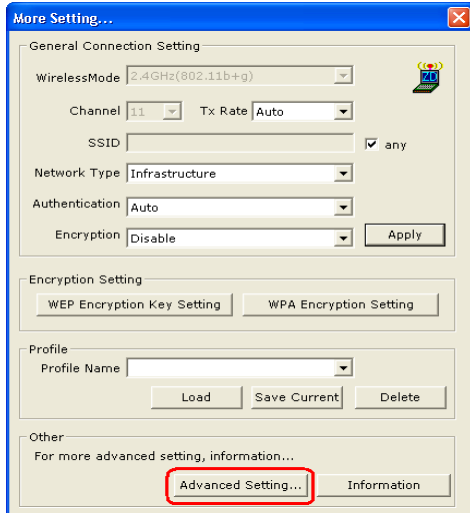 More Setting...
General Connection Setting
WirelessMode 2.4GHz(802.11b+g)
ZD
Channel 11 Tx Rate Auto
SSID any
Network Type Infrastructure
Authentication Auto
Encryption Disable Apply
Encryption Setting
WEP Encryption Key Setting WPA Encryption Setting
Profile
Profile Name
Load Save Current Delete
Other
For more advanced setting, information...
Advanced Setting... Information